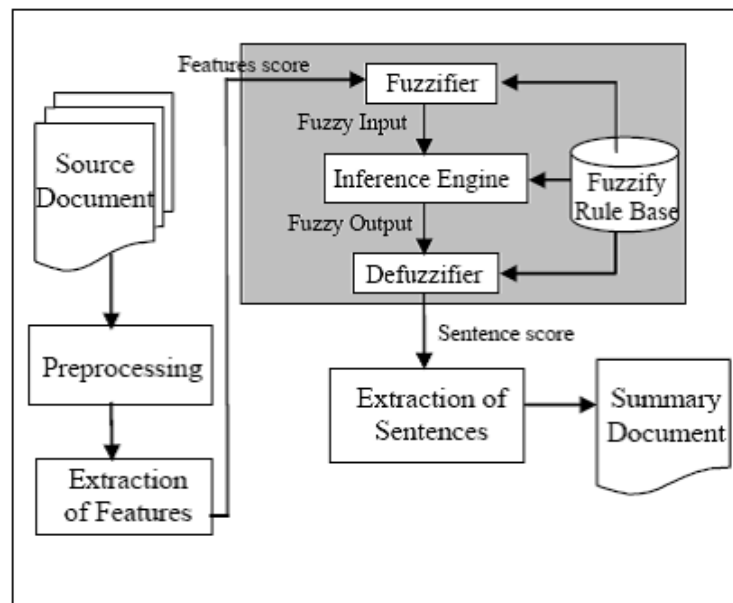 Features score
Fuzzifier
Fuzzy Input
Source
Document
Inference Engine
Fuzzify
Rule Base
Fuzzy Output
Defuzzifier
Sentence score
Preprocessing
Extraction of
Sentences
Summary
Document
Extraction
of Features